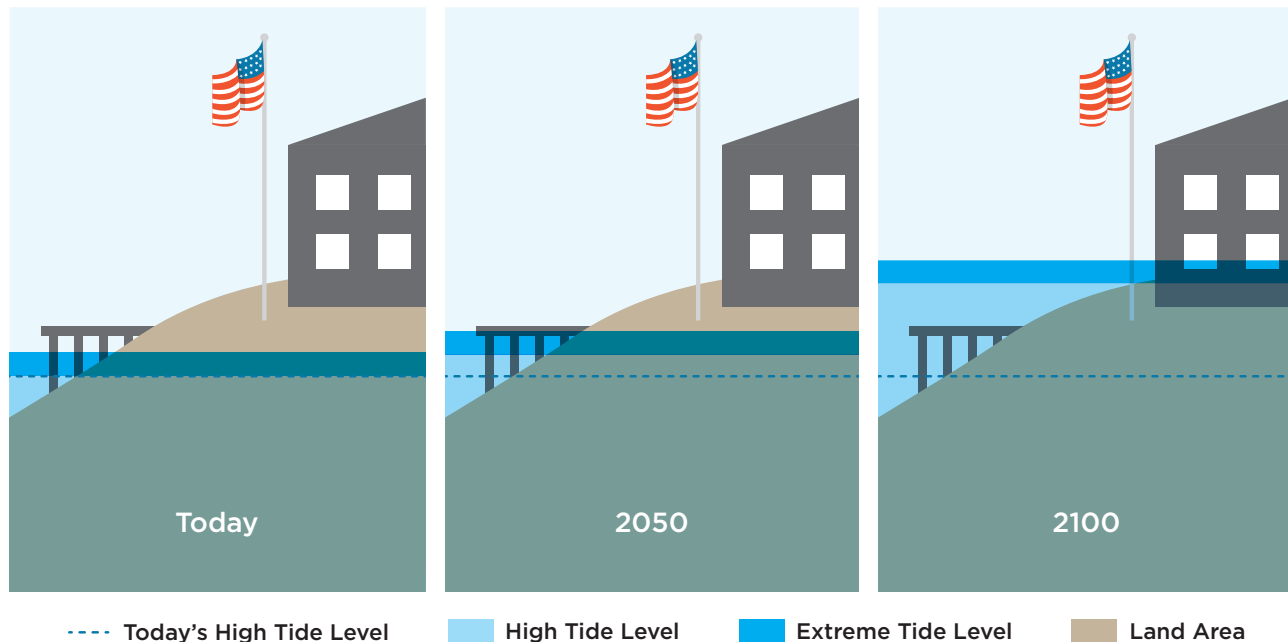 Today
2050
2100
Today's High Tide Level
High Tide Level
Extreme Tide Level
Land Area